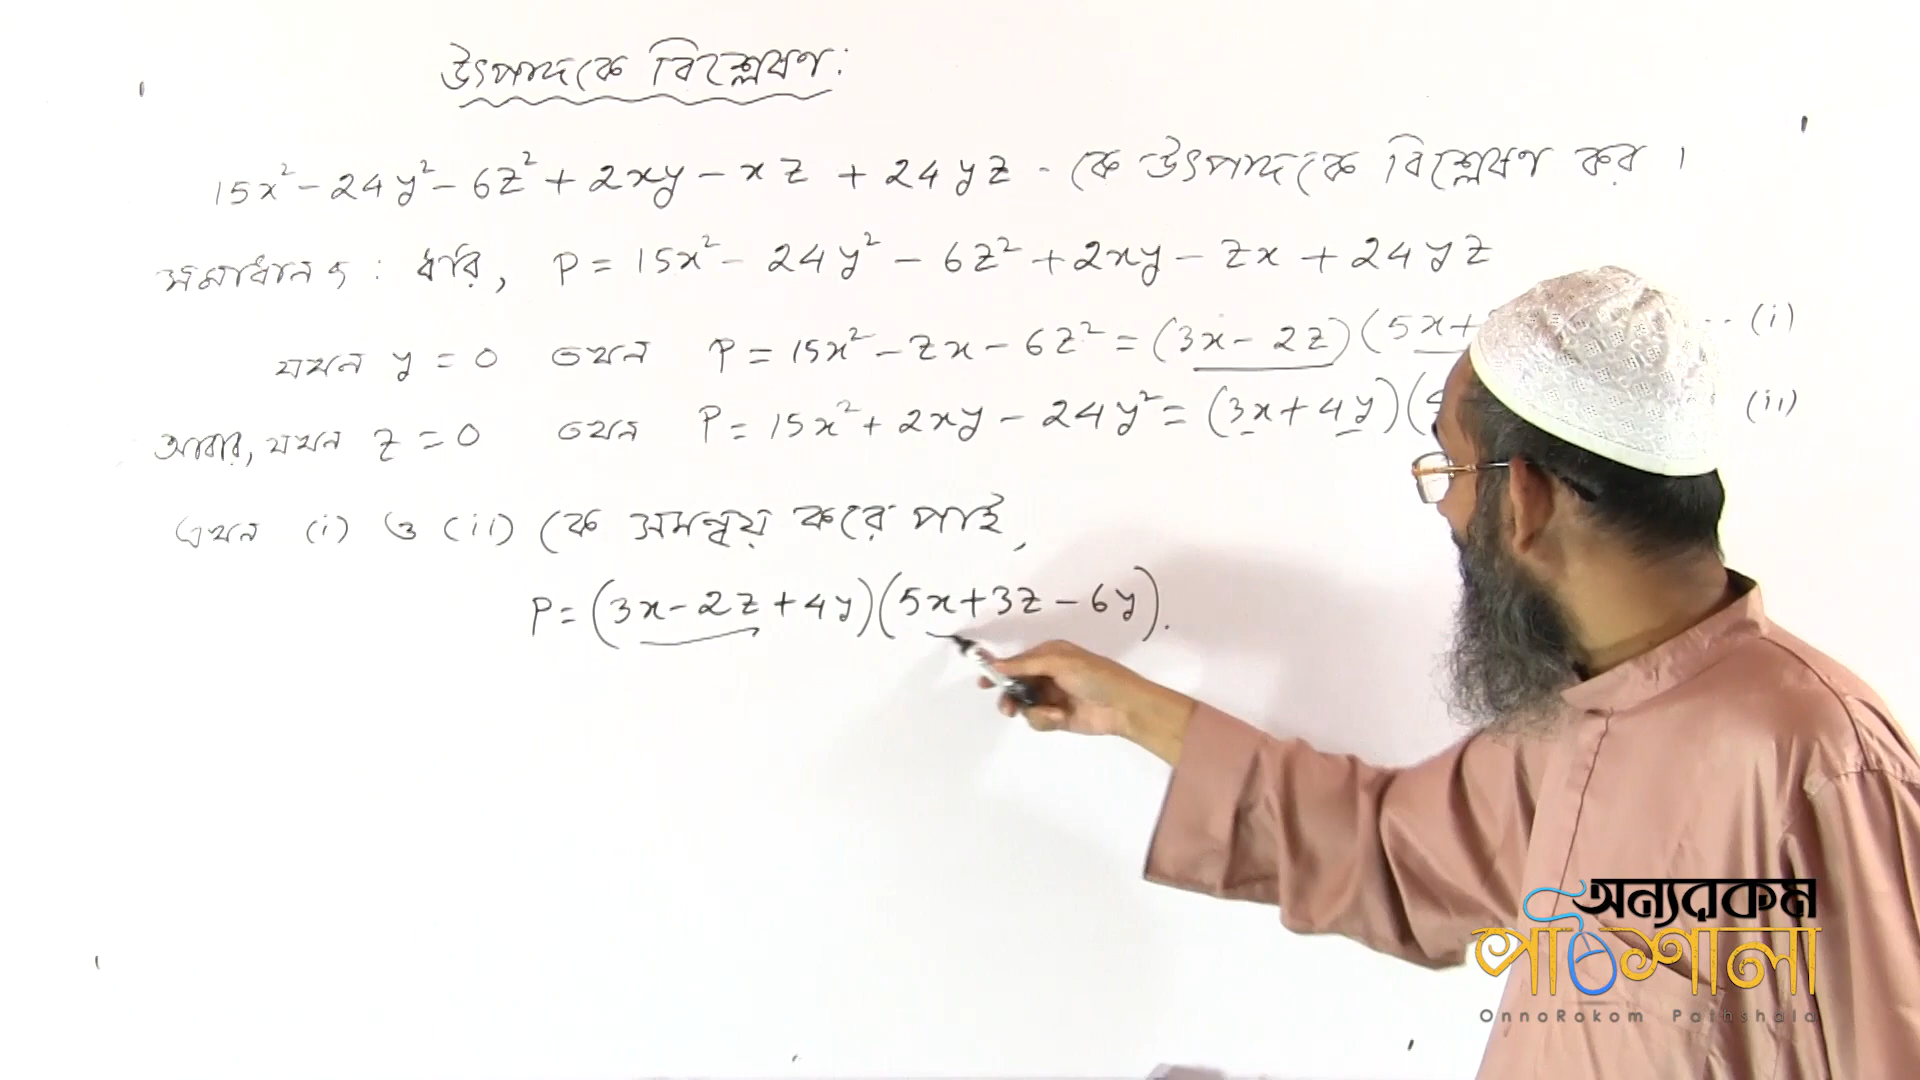 উৎপাদকে বিশ্লেষণ:
15x² − 24y² − 6z² + 2xy − xz + 24yz - কে উৎপাদকে বিশ্লেষণ কর।
সমাধানঃ : ধরি, P = 15x² − 24y² − 6z² + 2xy − zx + 24yz
যখন y = 0 তখন P = 15x² − zx − 6z² = (3x − 2z)(5x+ -- (i)
আবার, যখন z = 0 তখন P = 15x² + 2xy − 24y² = (3x + 4y)( (ii)
এখন (i) ও (ii) কে সমন্বয় করে পাই,
P = (3x − 2z + 4y)(5x + 3z − 6y).
অন্যরকম
পাঠশালা
OnnoRokom Pathshala